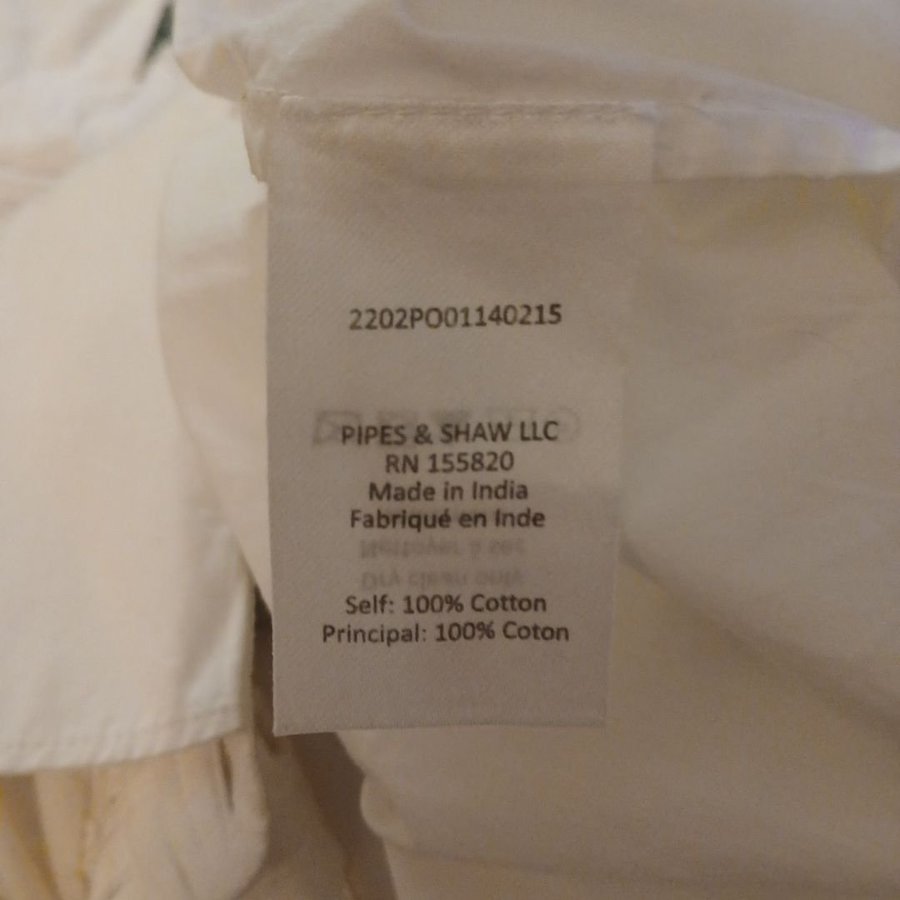 2202PO01140215
PIPES & SHAW LLC
RN 155820
Made in India
Fabriqué en Inde
Self: 100% Cotton
Principal: 100% Coton